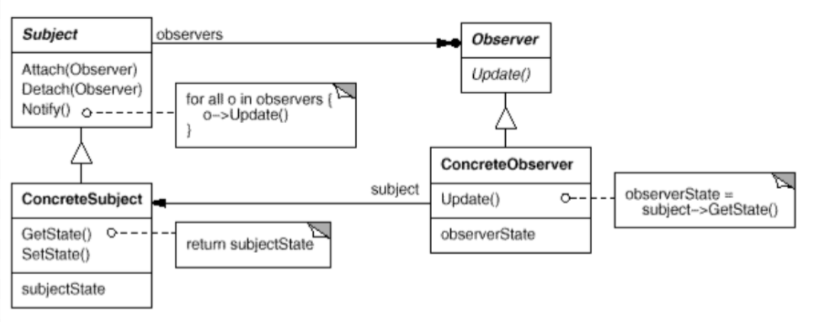 Subject
observers
Observer
Attach(Observer)
Detach(Observer)
Notify()
for all o in observers {
o->Update()
}
Update()
ConcreteSubject
GetState()
SetState()
subjectState
return subjectState
subject
ConcreteObserver
Update()
observerState
observerState =
subject->GetState()